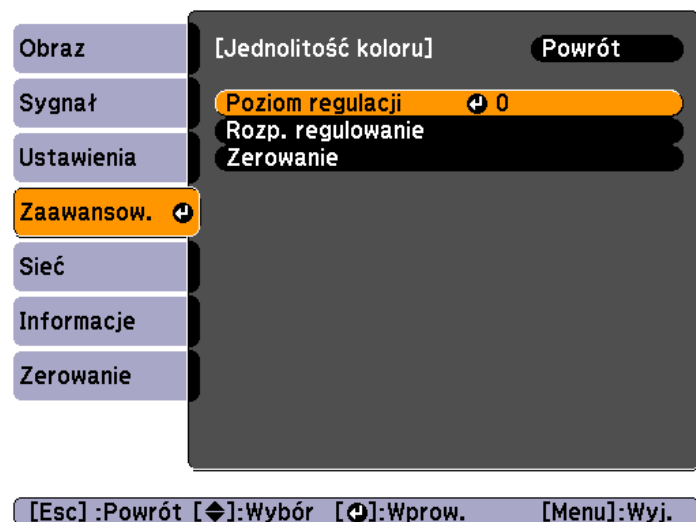 Obraz
Sygnał
Ustawienia
Zaawansow.
Sieć
Informacje
Zerowanie
[Jednolitość koloru] Powrót
Poziom regulacji 0
Rozp. regulowanie
Zerowanie
[Esc] :Powrót [◆]:Wybór [⏎]:Wprow. [Menu]:Wyj.